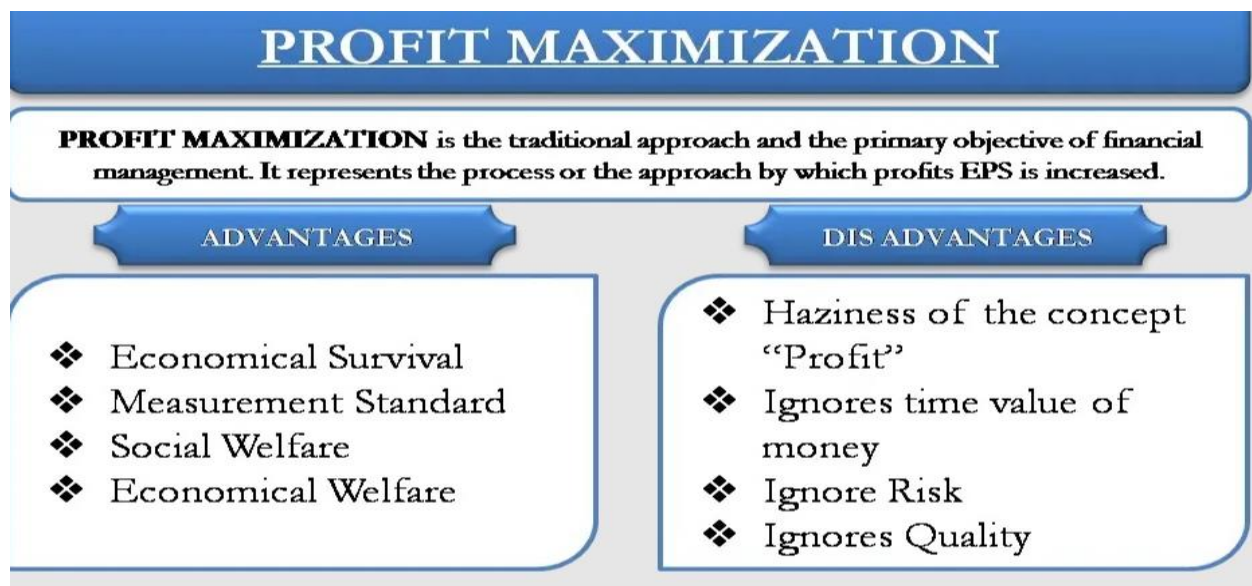 PROFIT MAXIMIZATION
PROFIT MAXIMIZATION is the traditional approach and the primary objective of financial
management. It represents the process or the approach by which profits EPS is increased.
ADVANTAGES
❖ Economical Survival
❖ Measurement Standard
❖ Social Welfare
❖ Economical Welfare
DIS ADVANTAGES
❖ Haziness of the concept
“Profit”
❖ Ignores time value of
money
❖ Ignore Risk
❖ Ignores Quality